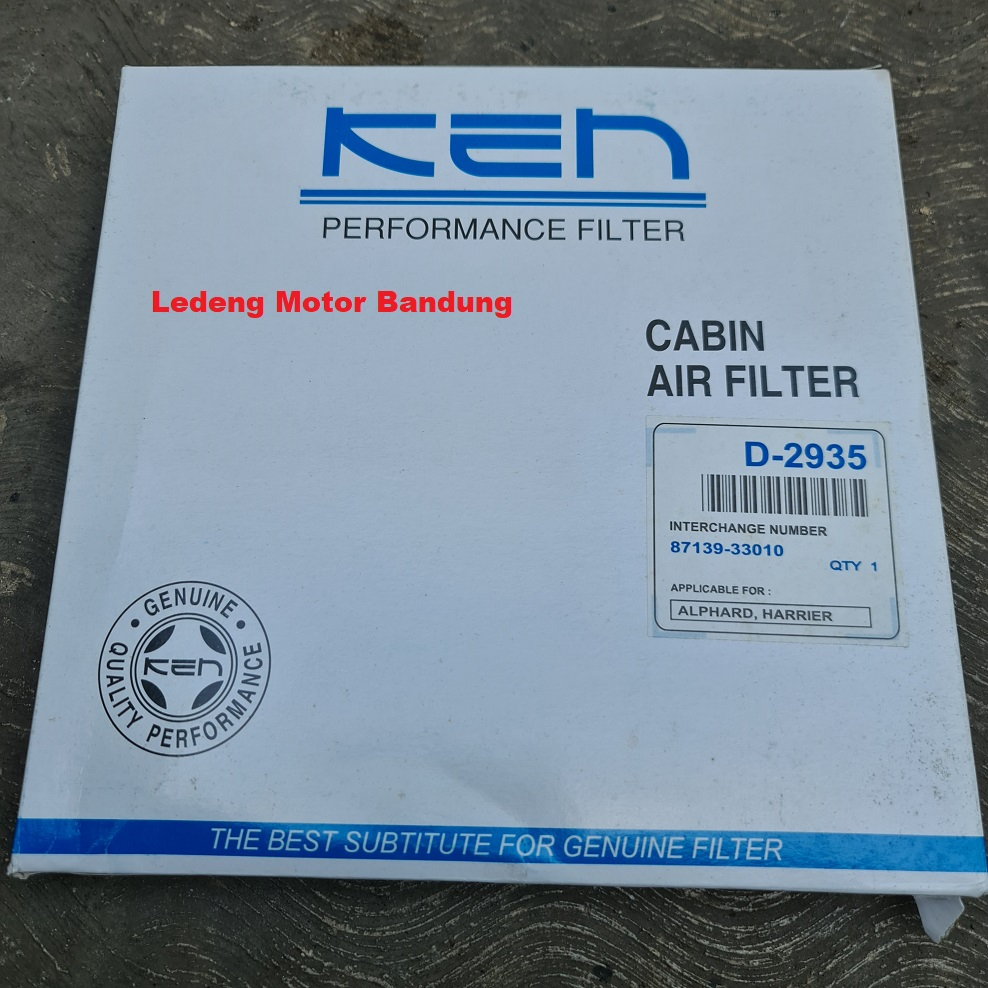 Ken
PERFORMANCE FILTER
Ledeng Motor Bandung
CABIN
AIR FILTER
D-2935
INTERCHANGE NUMBER
87139-33010
QTY 1
APPLICABLE FOR :
ALPHARD, HARRIER
• GENUINE •
Ken
QUALITY PERFORMANCE
THE BEST SUBTITUTE FOR GENUINE FILTER